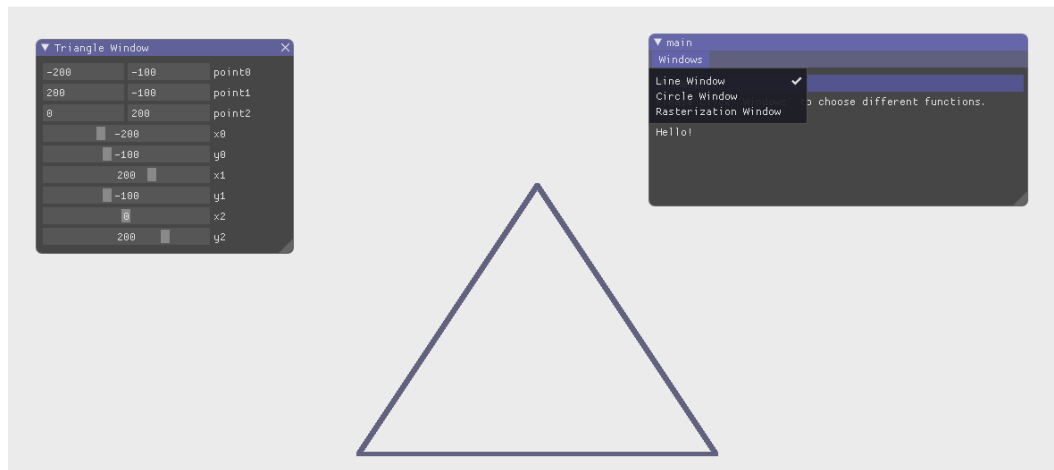 Triangle Window
-200 -100 point0
200 -100 point1
0 200 point2
-200 x0
-100 y0
200 x1
-100 y1
0 x2
200 y2
main
Windows
Line Window
Circle Window
Rasterization Window
to choose different functions.
Hello!